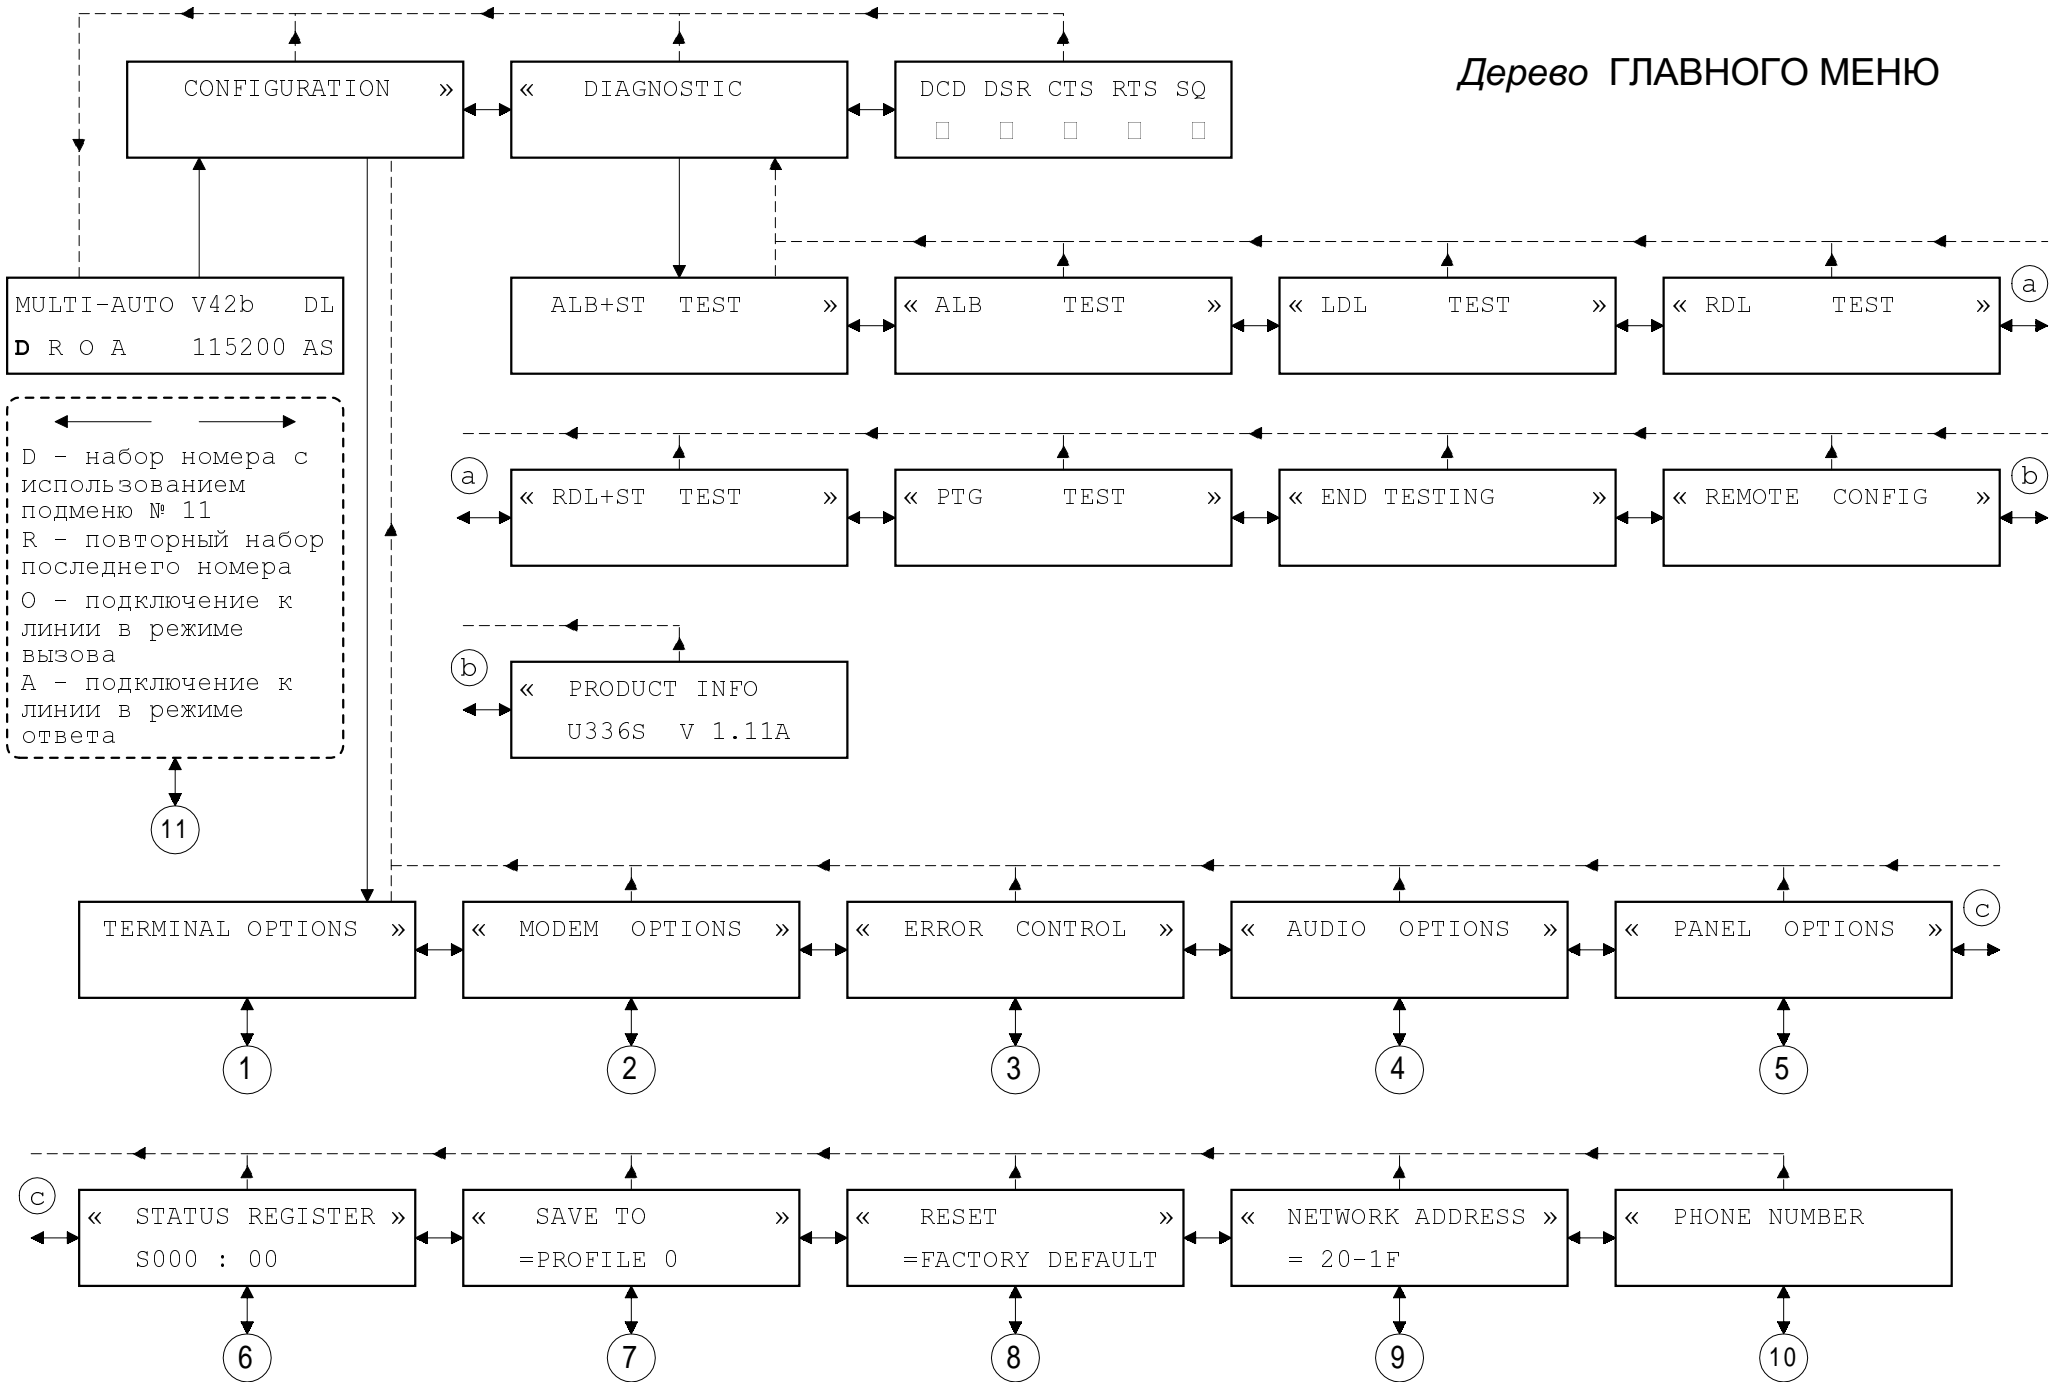 Дерево ГЛАВНОГО МЕНЮ
CONFIGURATION »
« DIAGNOSTIC
DCD DSR CTS RTS SQ
MULTI-AUTO V42b DL
D R O A 115200 AS
ALB+ST TEST »
« ALB TEST »
« LDL TEST »
« RDL TEST »
a
D - набор номера с
использованием
подменю № 11
R - повторный набор
последнего номера
O - подключение к
линии в режиме
вызова
A - подключение к
линии в режиме
ответа
11
a
« RDL+ST TEST »
« PTG TEST »
« END TESTING »
« REMOTE CONFIG »
b
b
« PRODUCT INFO
U336S V 1.11A
TERMINAL OPTIONS »
« MODEM OPTIONS »
« ERROR CONTROL »
« AUDIO OPTIONS »
« PANEL OPTIONS »
c
1
2
3
4
5
c
« STATUS REGISTER »
S000 : 00
« SAVE TO »
=PROFILE 0
« RESET »
=FACTORY DEFAULT
« NETWORK ADDRESS »
= 20-1F
« PHONE NUMBER
6
7
8
9
10